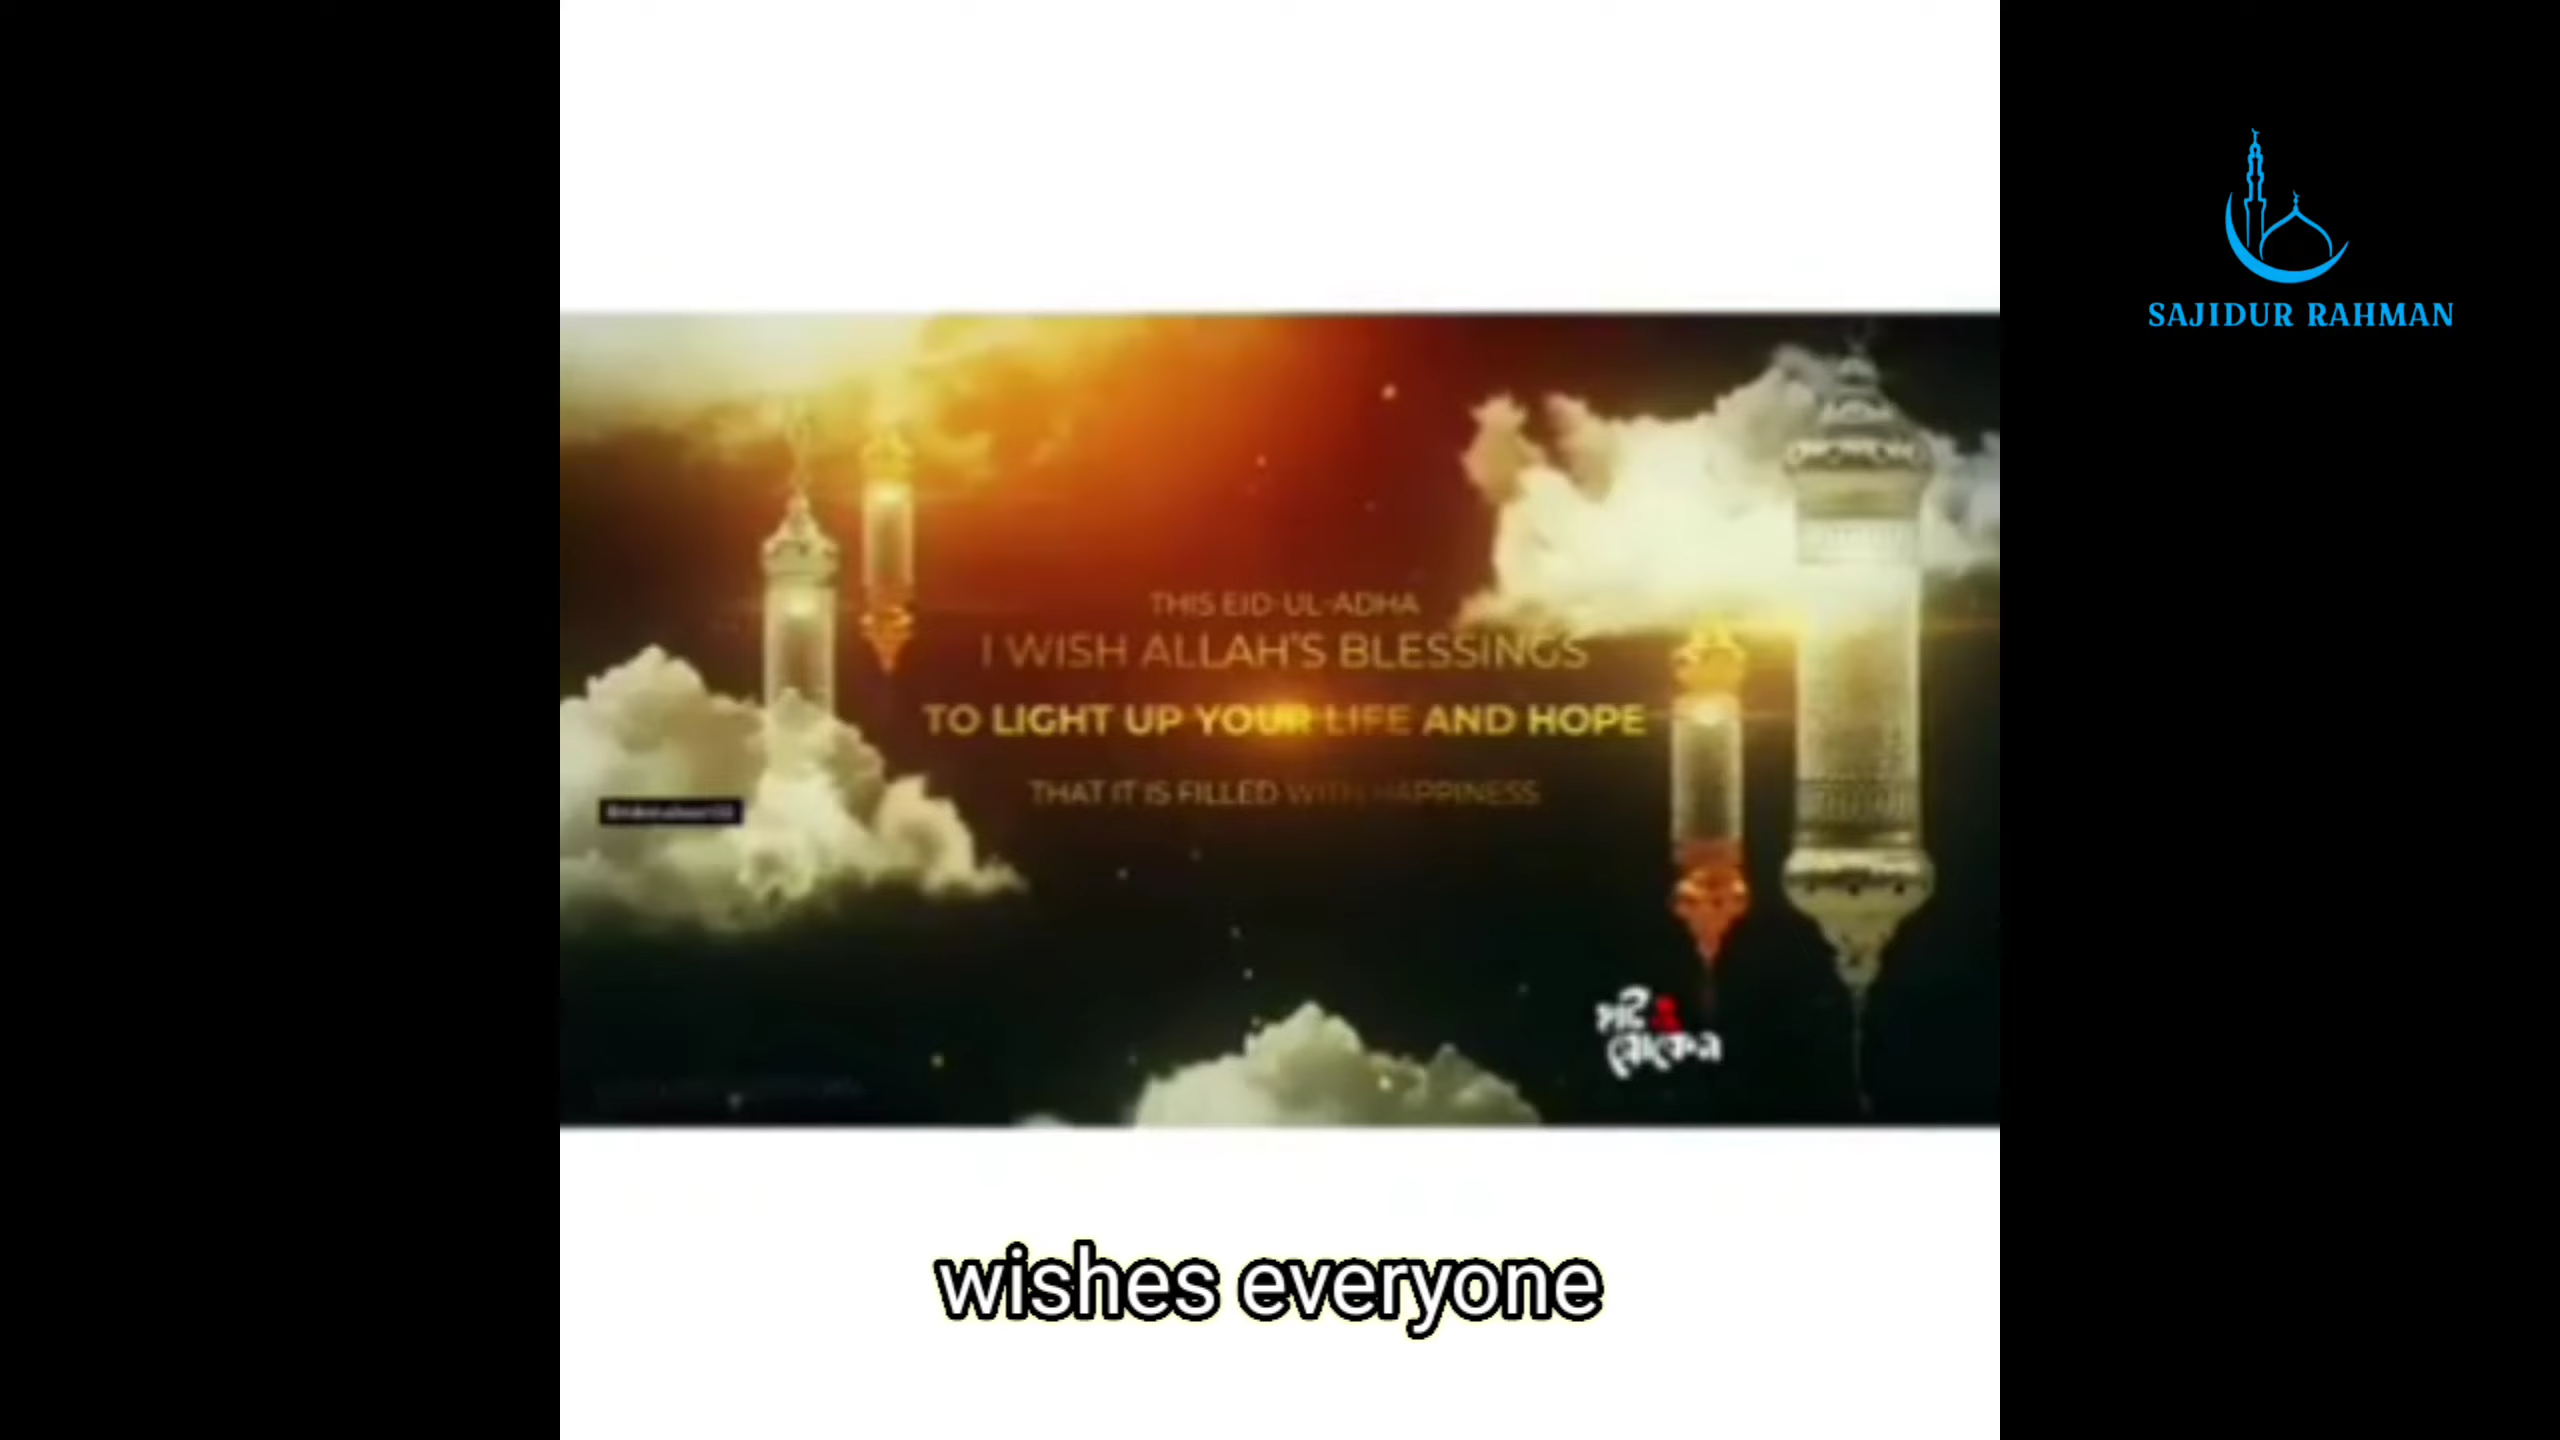 SAJIDUR RAHMAN
THIS EID-UL-ADHA
I WISH ALLAH'S BLESSINGS
TO LIGHT UP YOUR LIFE AND HOPE
THAT IT IS FILLED WITH HAPPINESS
wishes everyone